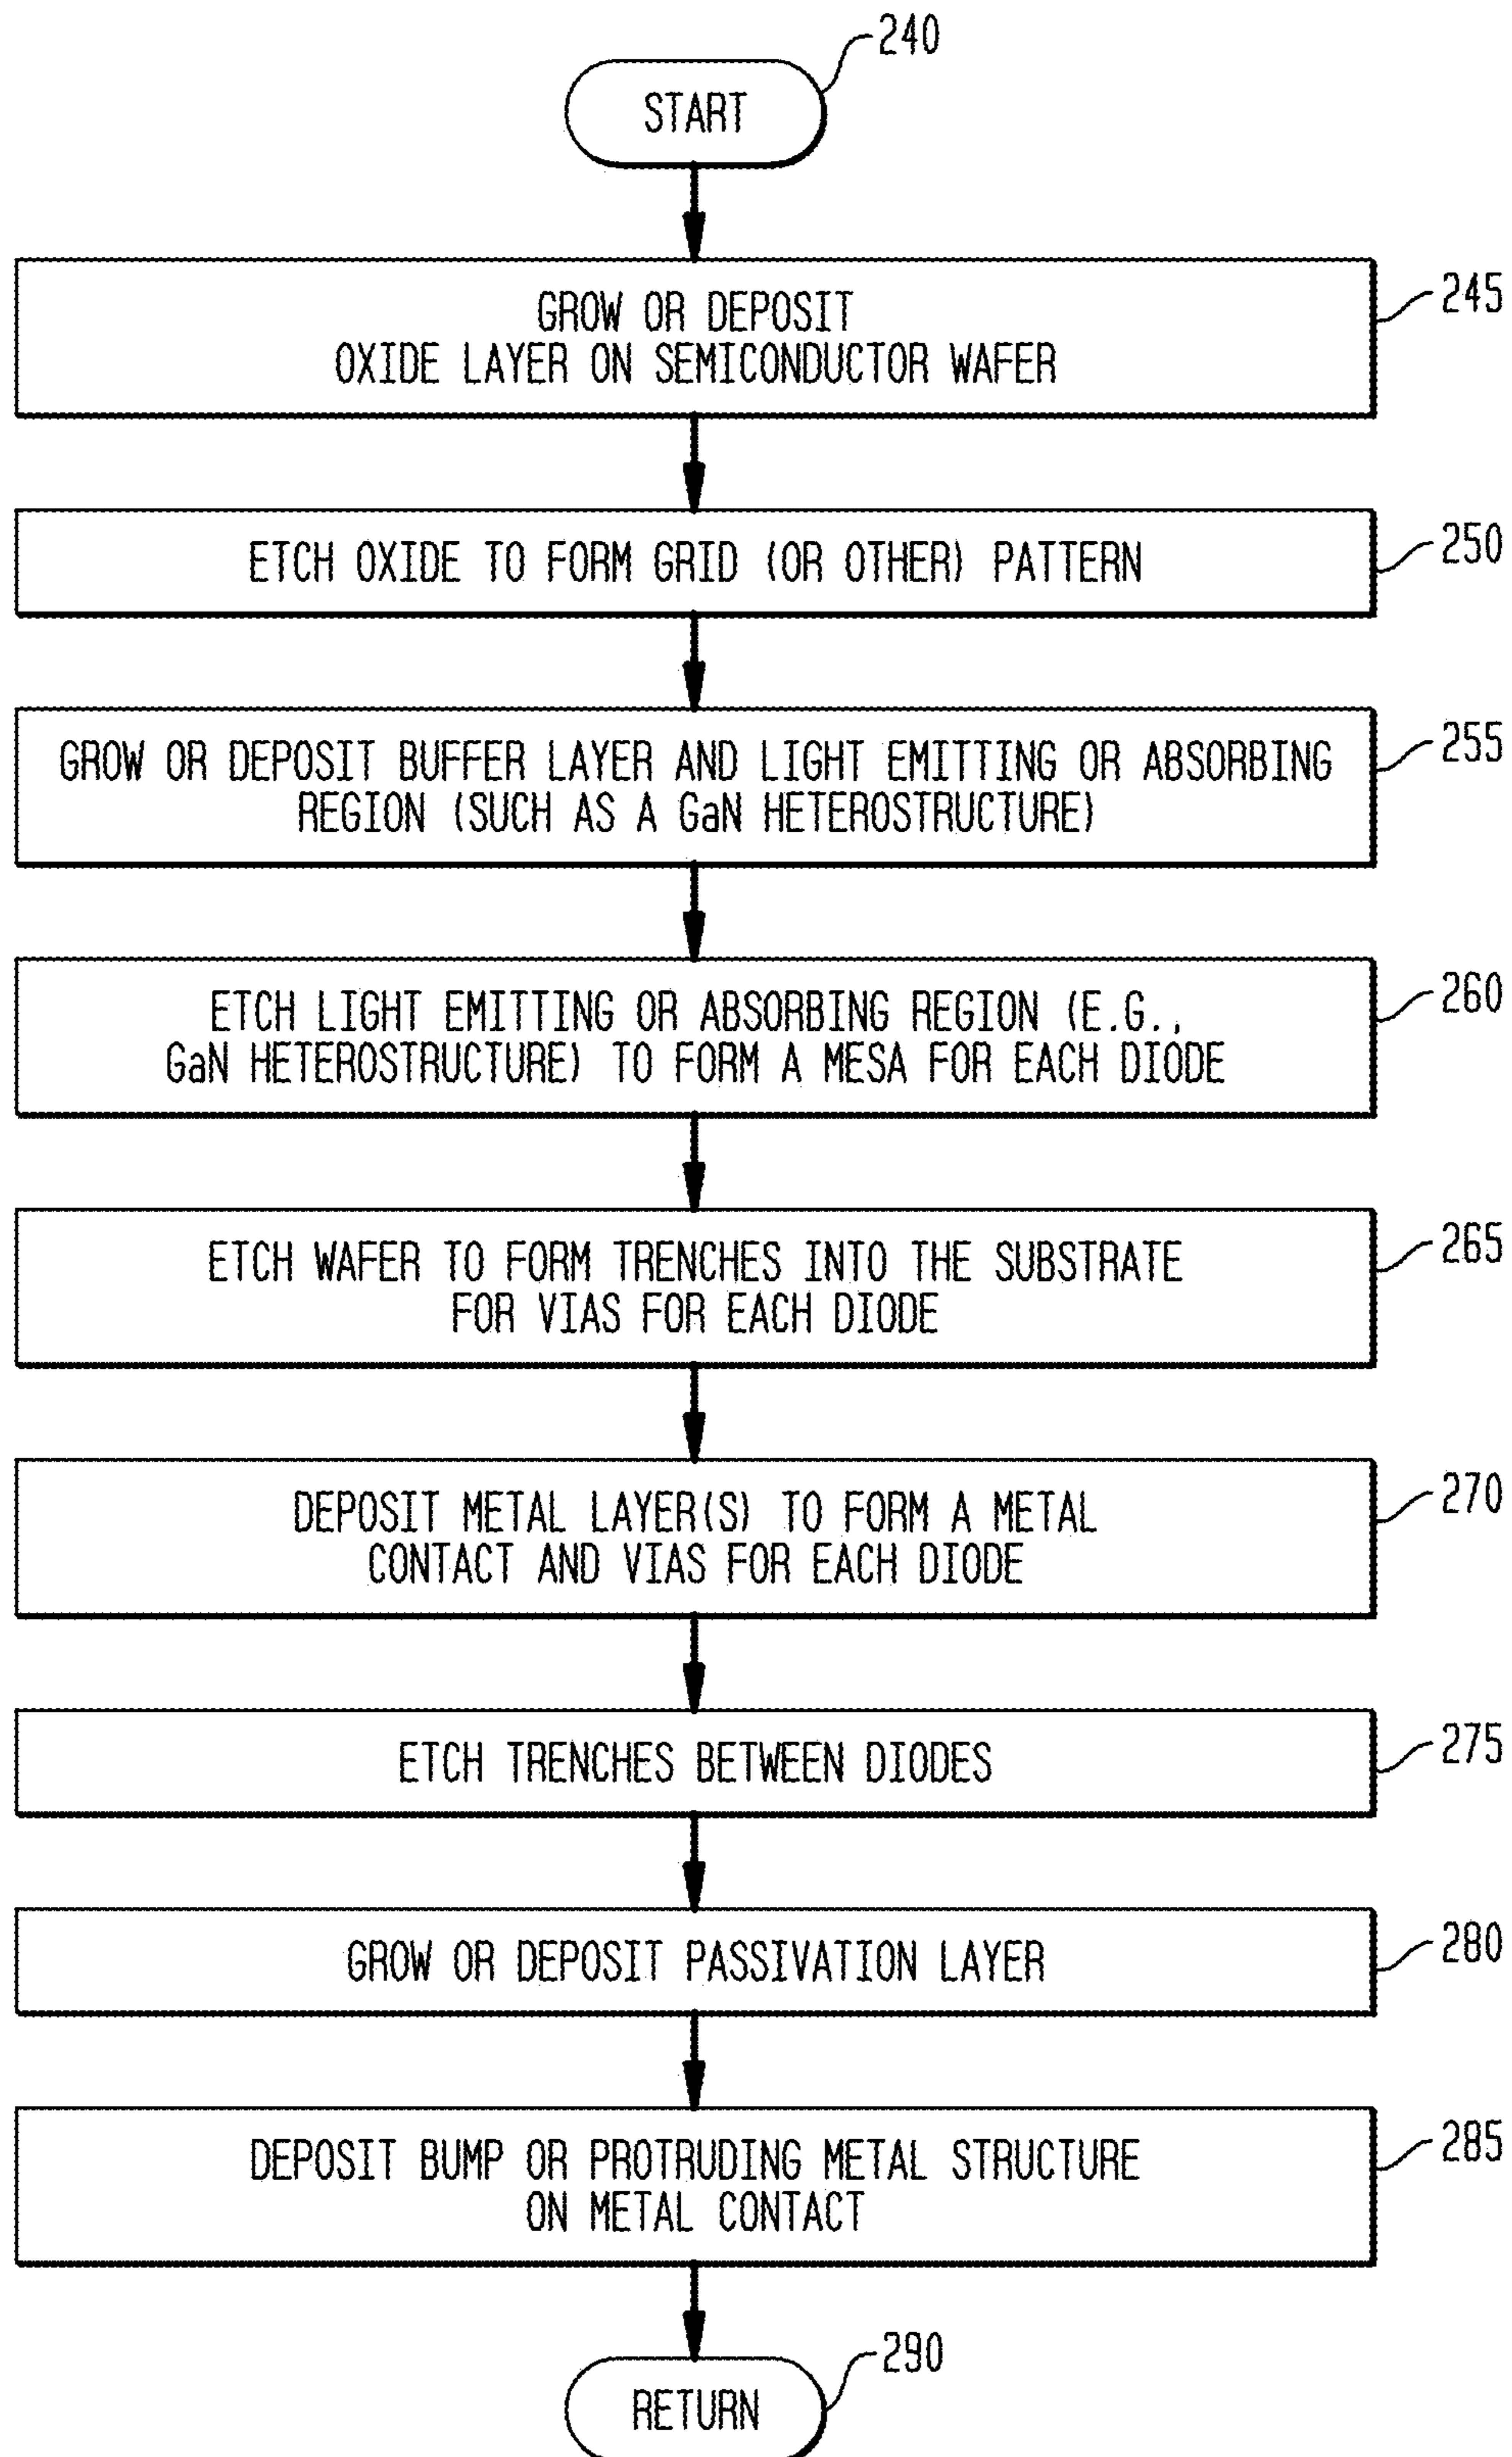 240
START
245
GROW OR DEPOSIT
OXIDE LAYER ON SEMICONDUCTOR WAFER
250
ETCH OXIDE TO FORM GRID (OR OTHER) PATTERN
255
GROW OR DEPOSIT BUFFER LAYER AND LIGHT EMITTING OR ABSORBING
REGION (SUCH AS A GaN HETEROSTRUCTURE)
260
ETCH LIGHT EMITTING OR ABSORBING REGION (E.G.,
GaN HETEROSTRUCTURE) TO FORM A MESA FOR EACH DIODE
265
ETCH WAFER TO FORM TRENCHES INTO THE SUBSTRATE
FOR VIAS FOR EACH DIODE
270
DEPOSIT METAL LAYER(S) TO FORM A METAL
CONTACT AND VIAS FOR EACH DIODE
275
ETCH TRENCHES BETWEEN DIODES
280
GROW OR DEPOSIT PASSIVATION LAYER
285
DEPOSIT BUMP OR PROTRUDING METAL STRUCTURE
ON METAL CONTACT
290
RETURN